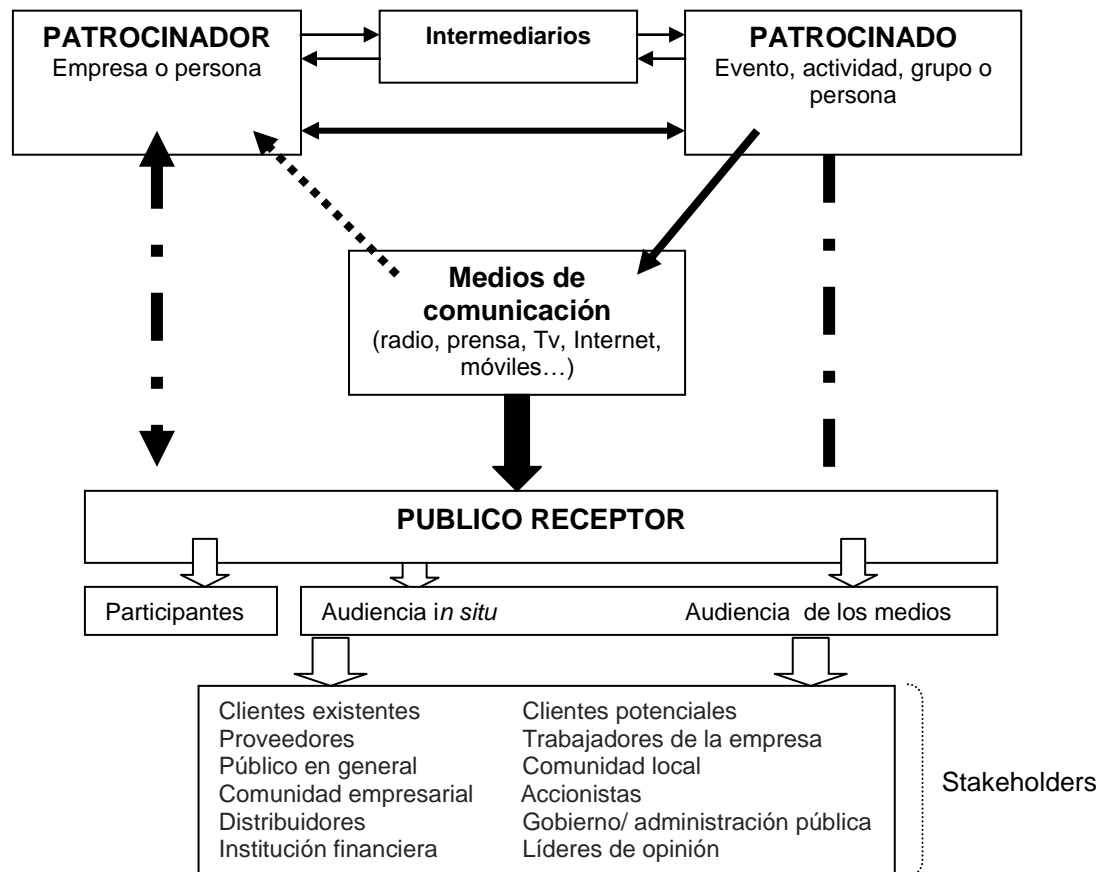 PATROCINADOR
Empresa o persona
Intermediarios
PATROCINADO
Evento, actividad, grupo o
persona
Medios de
comunicación
(radio, prensa, Tv, Internet,
móviles…)
PUBLICO RECEPTOR
Participantes
Audiencia in situ
Audiencia de los medios
Clientes existentes
Proveedores
Público en general
Comunidad empresarial
Distribuidores
Institución financiera
Clientes potenciales
Trabajadores de la empresa
Comunidad local
Accionistas
Gobierno/ administración pública
Líderes de opinión
Stakeholders